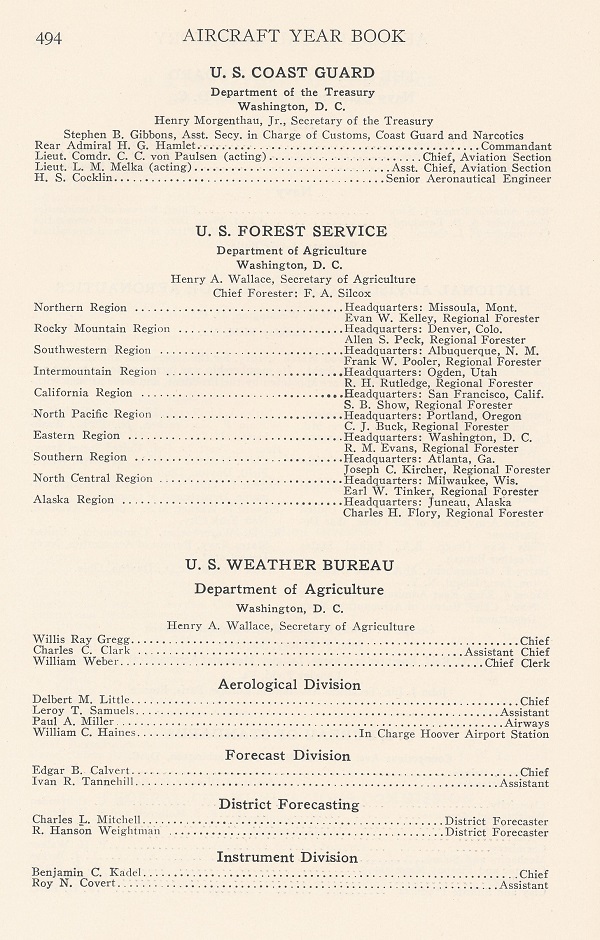 494 AIRCRAFT YEAR BOOK
U. S. COAST GUARD
Department of the Treasury
Washington, D. C.
Henry Morgenthau, Jr., Secretary of the Treasury
Stephen B. Gibbons, Asst. Secy. in Charge of Customs, Coast Guard and Narcotics
Rear Admiral H. G. Hamlet........Commandant
Lieut. Comdr. C. C. von Paulsen (acting)........Chief, Aviation Section
Lieut. L. M. Melka (acting)........Asst. Chief, Aviation Section
H. S. Cocklin........Senior Aeronautical Engineer
U. S. FOREST SERVICE
Department of Agriculture
Washington, D. C.
Henry A. Wallace, Secretary of Agriculture
Chief Forester: F. A. Silcox
Northern Region ........Headquarters: Missoula, Mont.
Evan W. Kelley, Regional Forester
Rocky Mountain Region ........Headquarters: Denver, Colo.
Allen S. Peck, Regional Forester
Southwestern Region ........Headquarters: Albuquerque, N. M.
Frank W. Pooler, Regional Forester
Intermountain Region ........Headquarters: Ogden, Utah
R. H. Rutledge, Regional Forester
California Region ........Headquarters: San Francisco, Calif.
S. B. Show, Regional Forester
North Pacific Region ........Headquarters: Portland, Oregon
C. J. Buck, Regional Forester
Eastern Region ........Headquarters: Washington, D. C.
R. M. Evans, Regional Forester
Southern Region ........Headquarters: Atlanta, Ga.
Joseph C. Kircher, Regional Forester
North Central Region ........Headquarters: Milwaukee, Wis.
Earl W. Tinker, Regional Forester
Alaska Region ........Headquarters: Juneau, Alaska
Charles H. Flory, Regional Forester
U. S. WEATHER BUREAU
Department of Agriculture
Washington, D. C.
Henry A. Wallace, Secretary of Agriculture
Willis Ray Gregg........Chief
Charles C. Clark ........Assistant Chief
William Weber........Chief Clerk
Aerological Division
Delbert M. Little........Chief
Leroy T. Samuels........Assistant
Paul A. Miller........Airways
William C. Haines........In Charge Hoover Airport Station
Forecast Division
Edgar B. Calvert........Chief
Ivan R. Tannehill........Assistant
District Forecasting
Charles L. Mitchell........District Forecaster
R. Hanson Weightman ........District Forecaster
Instrument Division
Benjamin C. Kadel........Chief
Roy N. Covert........Assistant